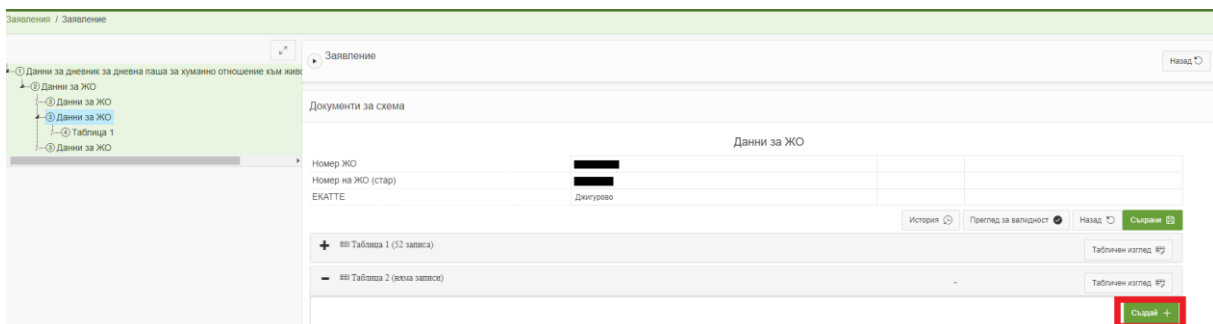 Заявления / Заявление
① Данни за дневник за дневна паша за хуманно отношение към живо
② Данни за ЖО
③ Данни за ЖО
③ Данни за ЖО
④ Таблица 1
③ Данни за ЖО
Заявление
Назад
Документи за схема
Данни за ЖО
Номер ЖО
Номер на ЖО (стар)
ЕКАТТЕ Джигурово
История Преглед за валидност Назад Съхрани
Таблица 1 (52 записа) Табличен изглед
Таблица 2 (няма записи) - Табличен изглед
Създай +